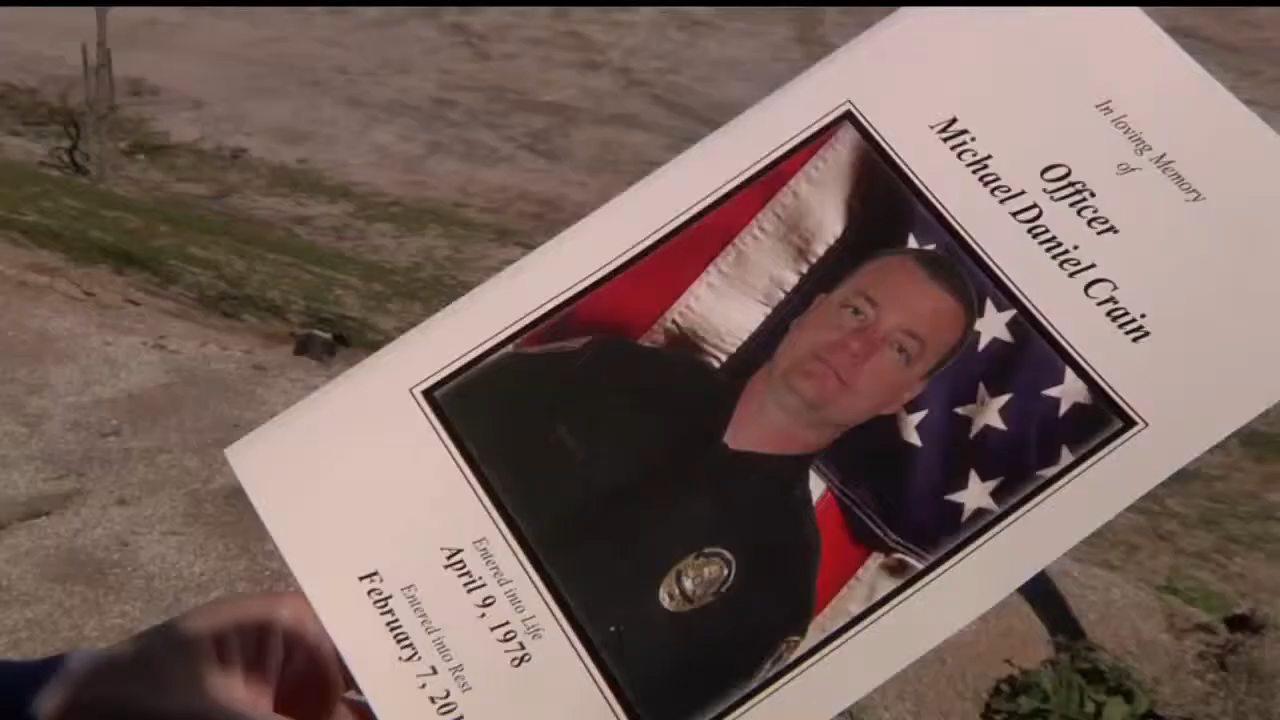 In loving Memory
of
Officer
Michael Daniel Crain
Entered into Life
April 9, 1978
Entered into Rest
February 7,